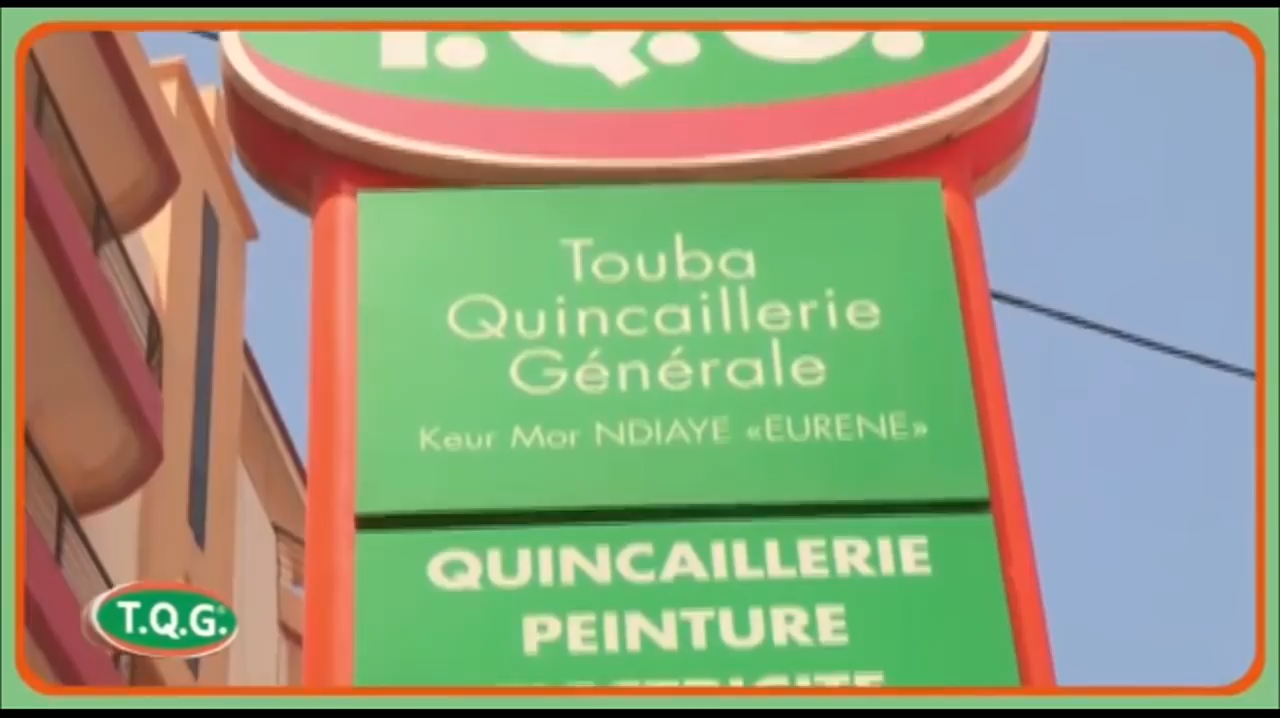 T.Q.G.
Touba
Quincaillerie
Générale
Keur Mor NDIAYE «EURENE»
QUINCAILLERIE
PEINTURE
T.Q.G.